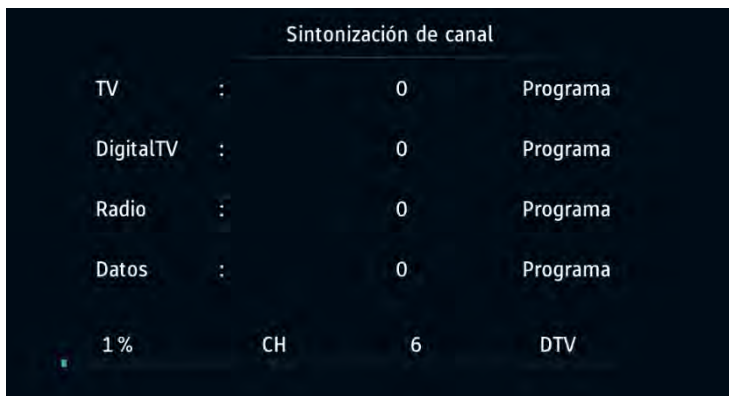 Sintonización de canal
TV : 0 Programa
DigitalTV : 0 Programa
Radio : 0 Programa
Datos : 0 Programa
1% CH 6 DTV